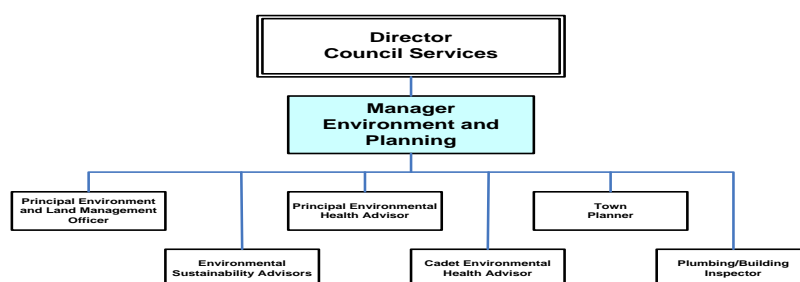 Director
Council Services
Manager
Environment and
Planning
Principal Environment
and Land Management
Officer
Principal Environmental
Health Advisor
Town
Planner
Environmental
Sustainability Advisors
Cadet Environmental
Health Advisor
Plumbing/Building
Inspector